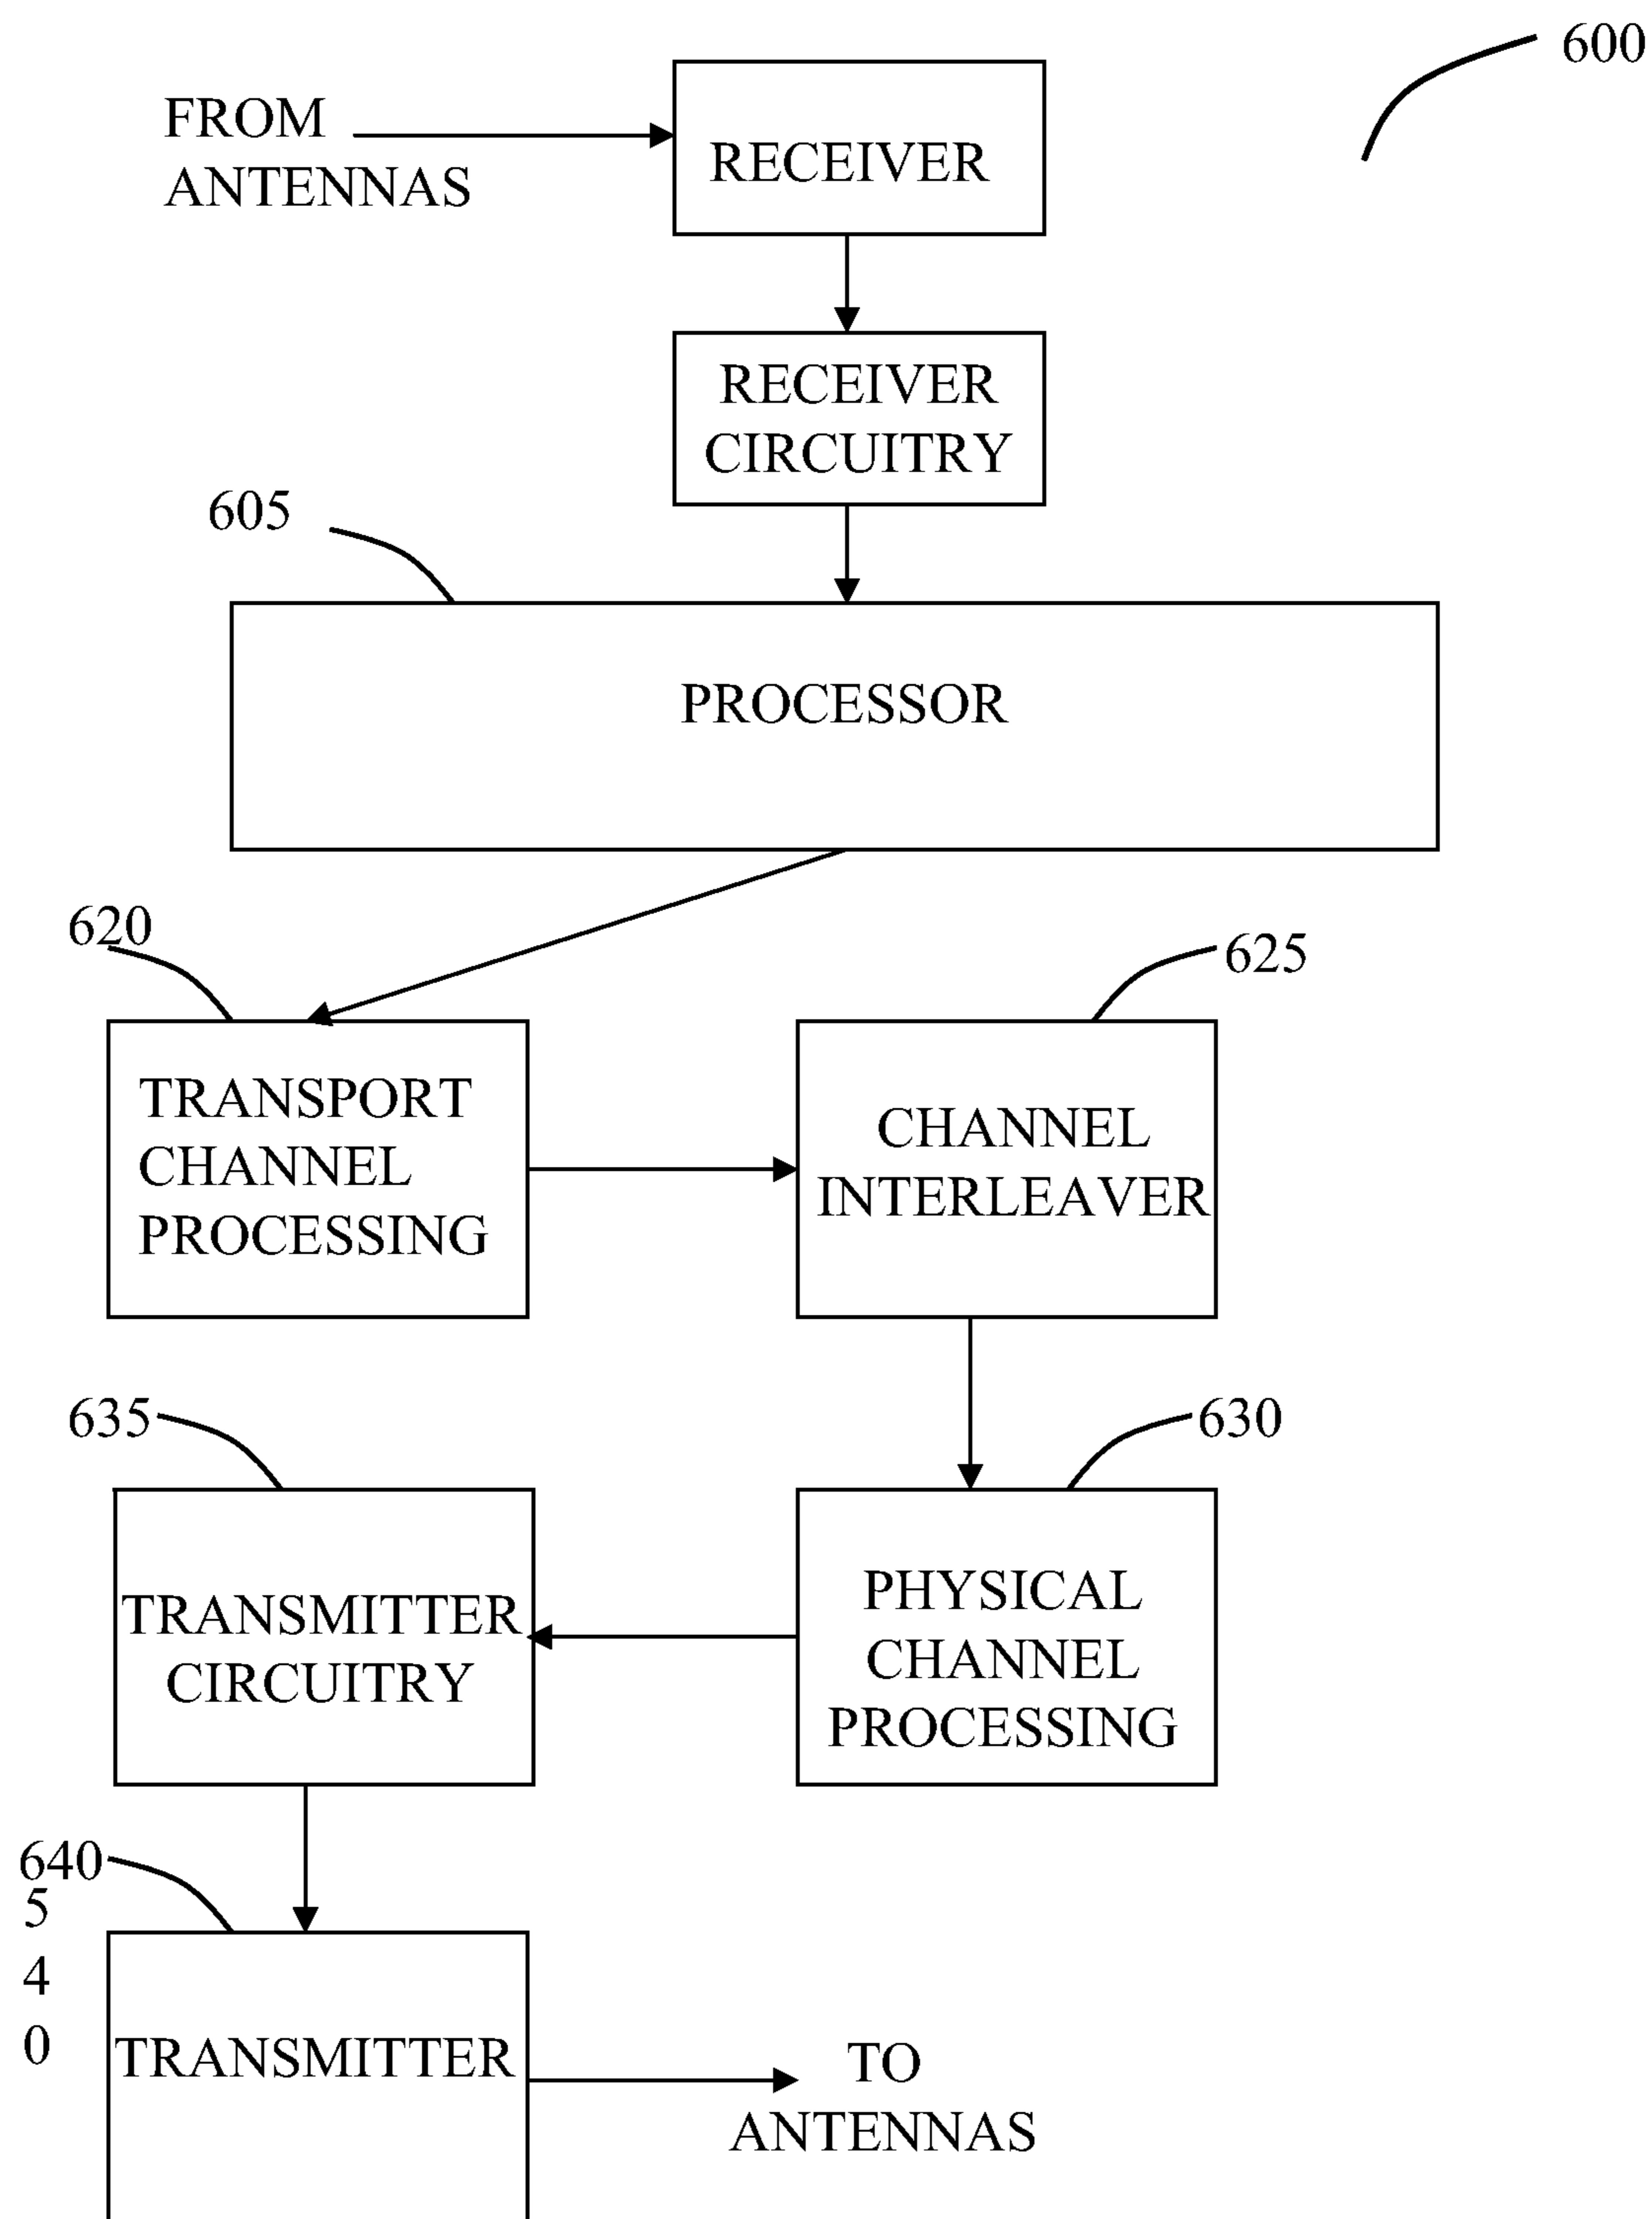 600
FROM
ANTENNAS
RECEIVER
RECEIVER
CIRCUITRY
605
PROCESSOR
620
625
TRANSPORT
CHANNEL
PROCESSING
CHANNEL
INTERLEAVER
635
630
TRANSMITTER
CIRCUITRY
PHYSICAL
CHANNEL
PROCESSING
640
5
4
0
TRANSMITTER
TO
ANTENNAS